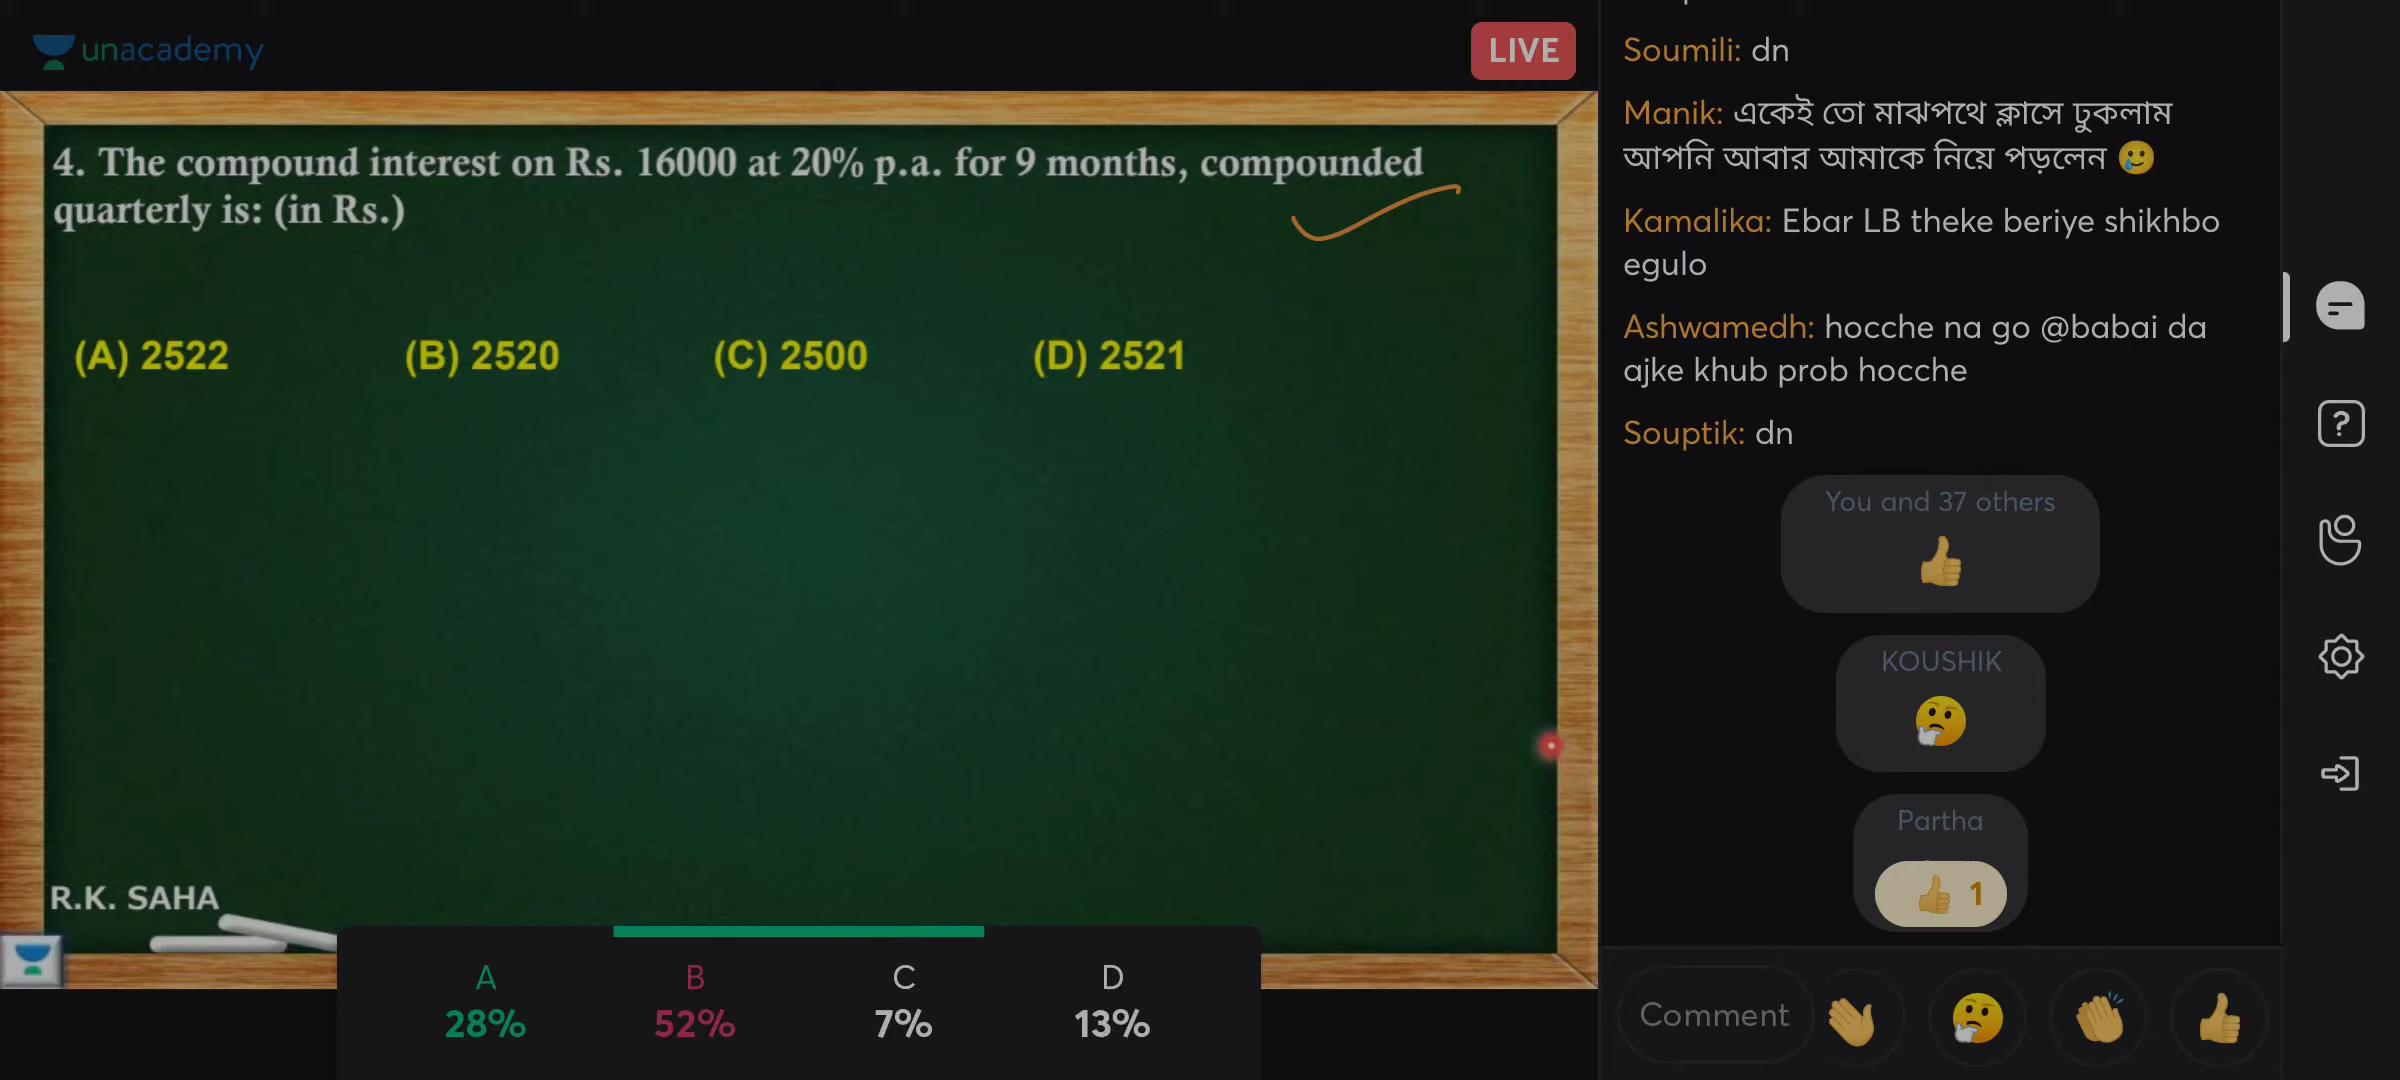 unacademy
LIVE
4. The compound interest on Rs. 16000 at 20% p.a. for 9 months, compounded
quarterly is: (in Rs.)
(A) 2522 (B) 2520 (C) 2500 (D) 2521
R.K. SAHA
A B C D
28% 52% 7% 13%
Soumili: dn
Manik: একেই তো মাঝপথে ক্লাসে ঢুকলাম
আপনি আবার আমাকে নিয়ে পড়লেন 🥲
Kamalika: Ebar LB theke beriye shikhbo
egulo
Ashwamedh: hocche na go @babai da
ajke khub prob hocche
Souptik: dn
You and 37 others
👍
KOUSHIK
🤔
Partha
👍 1
Comment
?